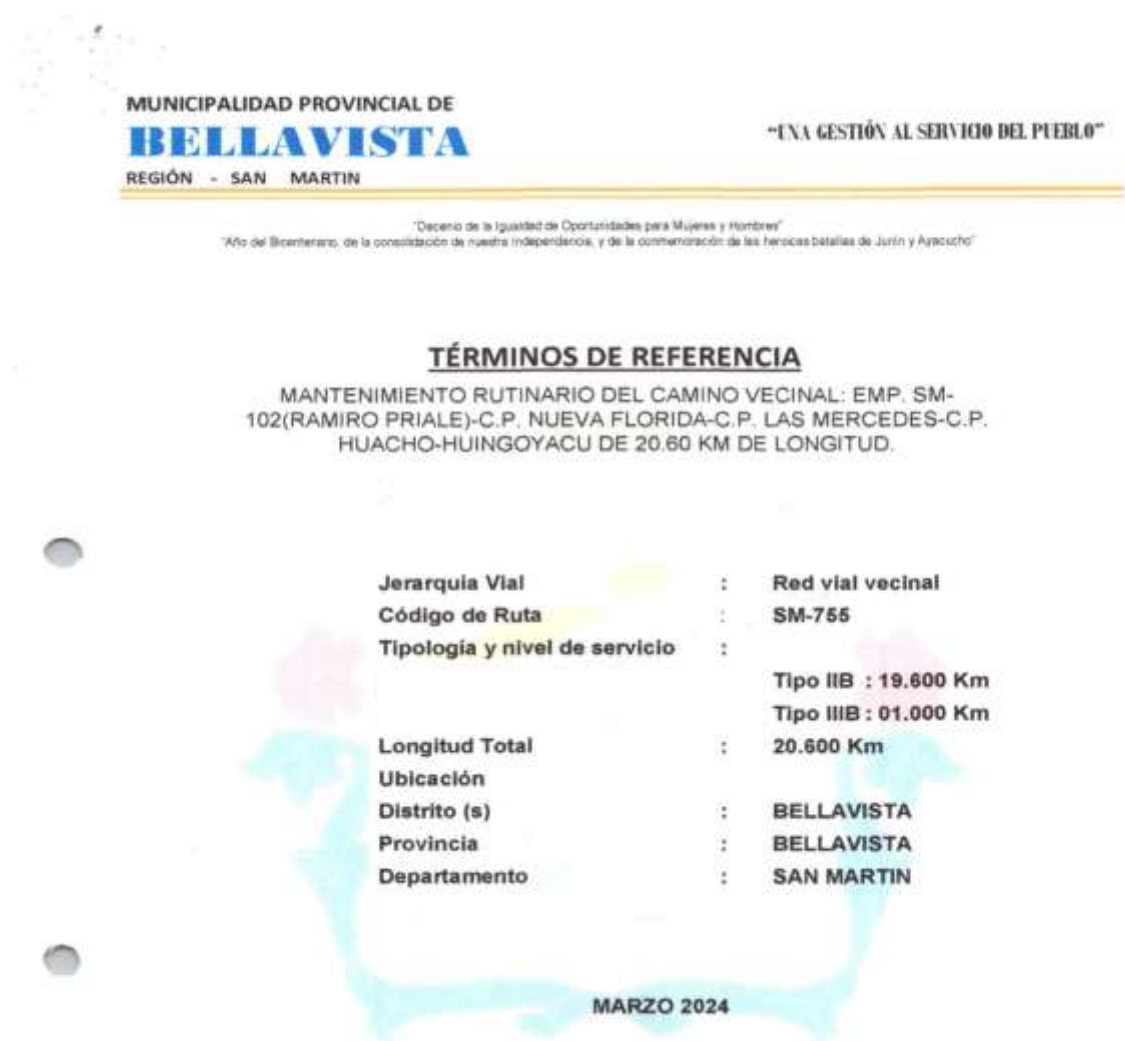 MUNICIPALIDAD PROVINCIAL DE
BELLAVISTA
REGIÓN - SAN MARTIN
"UNA GESTIÓN AL SERVICIO DEL PUEBLO"
"Decenio de la Igualdad de Oportunidades para Mujeres y Hombres"
"Año del Bicentenario, de la consolidación de nuestra independencia, y de la conmemoración de las heroicas batallas de Junín y Ayacucho"
TÉRMINOS DE REFERENCIA
MANTENIMIENTO RUTINARIO DEL CAMINO VECINAL: EMP. SM-
102(RAMIRO PRIALE)-C.P. NUEVA FLORIDA-C.P. LAS MERCEDES-C.P.
HUACHO-HUINGOYACU DE 20.60 KM DE LONGITUD.
Jerarquia Vial : Red vial vecinal
Código de Ruta : SM-755
Tipología y nivel de servicio :
Tipo IIB : 19.600 Km
Tipo IIIB : 01.000 Km
Longitud Total : 20.600 Km
Ubicación
Distrito (s) : BELLAVISTA
Provincia : BELLAVISTA
Departamento : SAN MARTIN
MARZO 2024